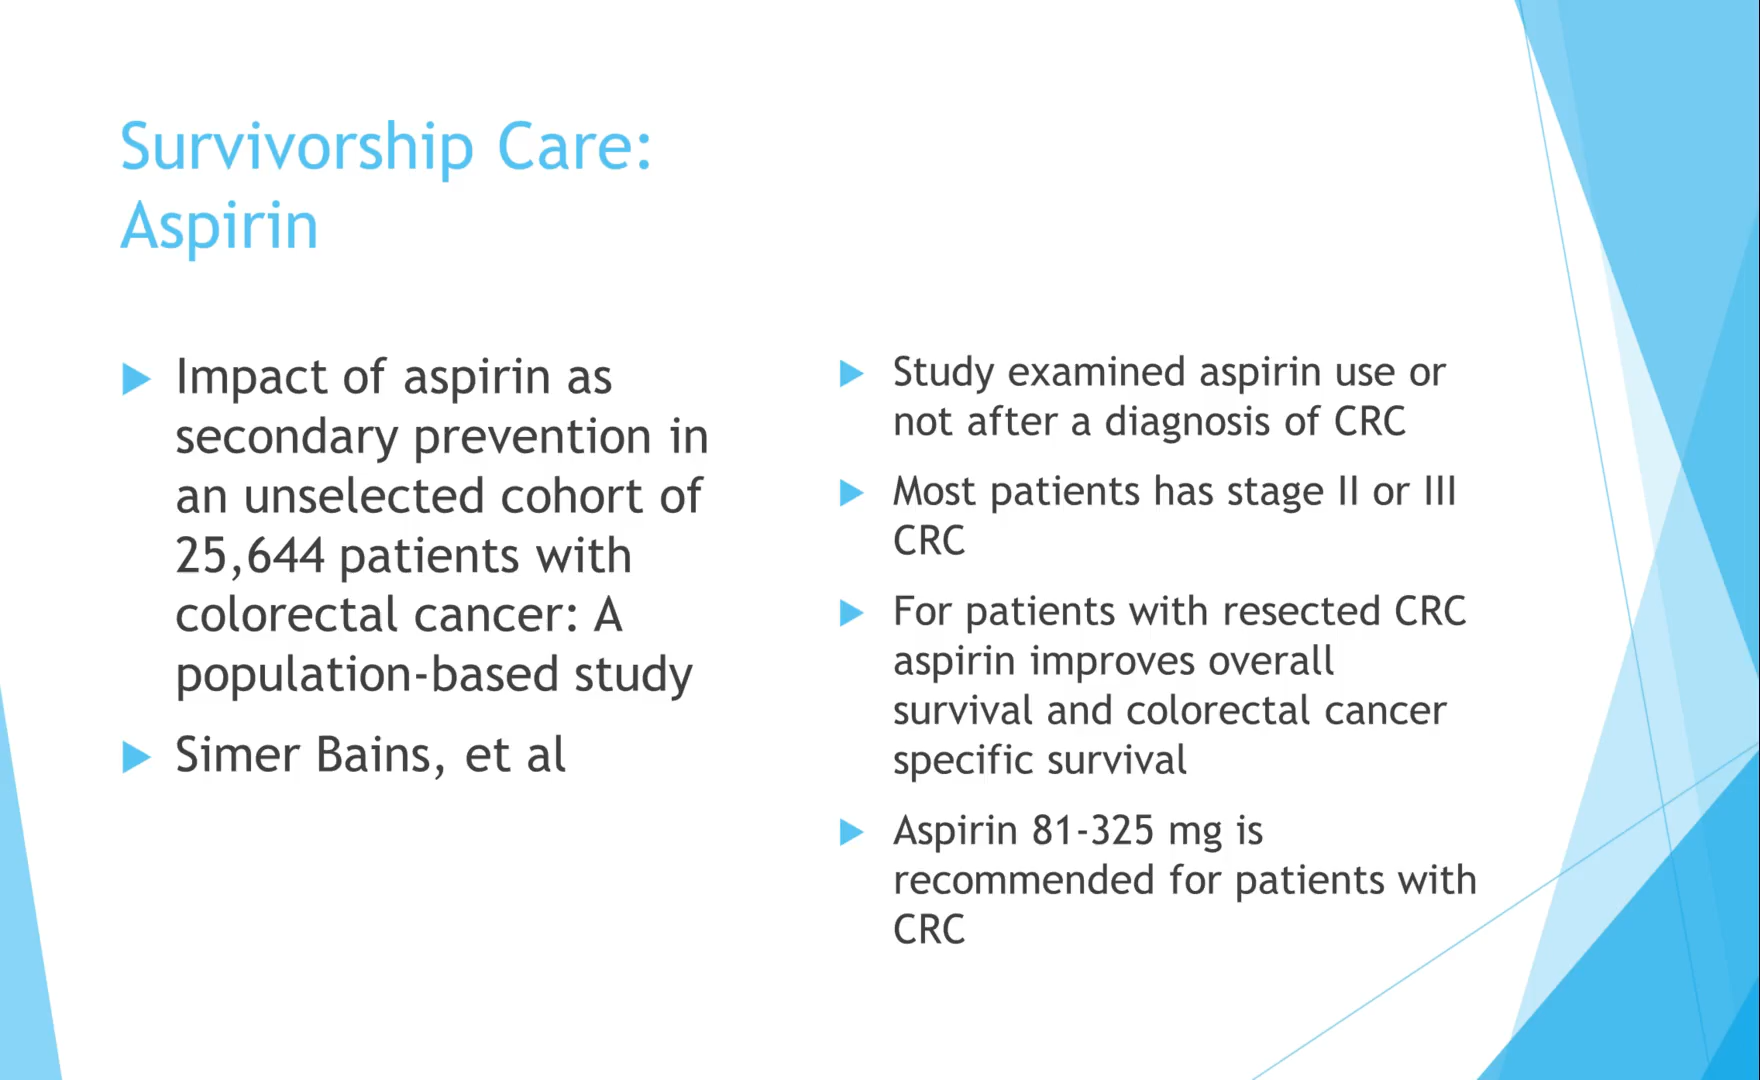 Survivorship Care:
Aspirin
Impact of aspirin as
secondary prevention in
an unselected cohort of
25,644 patients with
colorectal cancer: A
population-based study
Simer Bains, et al
Study examined aspirin use or
not after a diagnosis of CRC
Most patients has stage II or III
CRC
For patients with resected CRC
aspirin improves overall
survival and colorectal cancer
specific survival
Aspirin 81-325 mg is
recommended for patients with
CRC